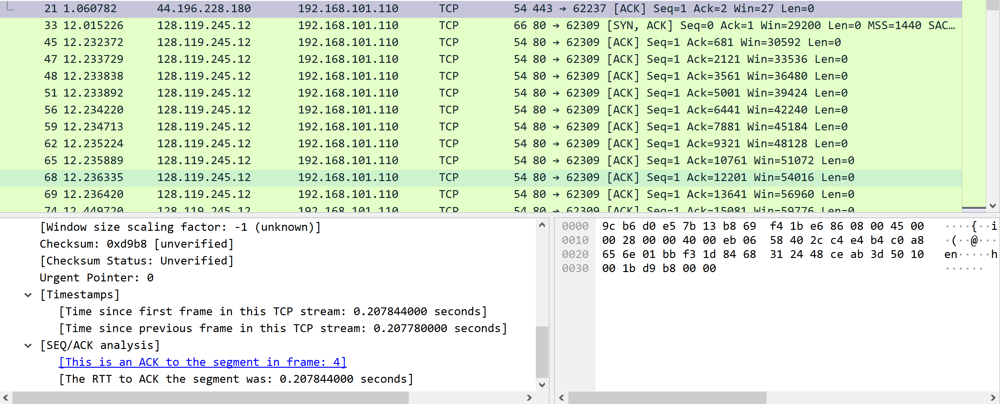 21 1.060782 44.196.228.180 192.168.101.110 TCP 54 443 → 62237 [ACK] Seq=1 Ack=2 Win=27 Len=0
33 12.015226 128.119.245.12 192.168.101.110 TCP 66 80 → 62309 [SYN, ACK] Seq=0 Ack=1 Win=29200 Len=0 MSS=1440 SAC…
45 12.232372 128.119.245.12 192.168.101.110 TCP 54 80 → 62309 [ACK] Seq=1 Ack=681 Win=30592 Len=0
47 12.233729 128.119.245.12 192.168.101.110 TCP 54 80 → 62309 [ACK] Seq=1 Ack=2121 Win=33536 Len=0
48 12.233838 128.119.245.12 192.168.101.110 TCP 54 80 → 62309 [ACK] Seq=1 Ack=3561 Win=36480 Len=0
51 12.233892 128.119.245.12 192.168.101.110 TCP 54 80 → 62309 [ACK] Seq=1 Ack=5001 Win=39424 Len=0
56 12.234220 128.119.245.12 192.168.101.110 TCP 54 80 → 62309 [ACK] Seq=1 Ack=6441 Win=42240 Len=0
59 12.234713 128.119.245.12 192.168.101.110 TCP 54 80 → 62309 [ACK] Seq=1 Ack=7881 Win=45184 Len=0
62 12.235224 128.119.245.12 192.168.101.110 TCP 54 80 → 62309 [ACK] Seq=1 Ack=9321 Win=48128 Len=0
65 12.235889 128.119.245.12 192.168.101.110 TCP 54 80 → 62309 [ACK] Seq=1 Ack=10761 Win=51072 Len=0
68 12.236335 128.119.245.12 192.168.101.110 TCP 54 80 → 62309 [ACK] Seq=1 Ack=12201 Win=54016 Len=0
69 12.236420 128.119.245.12 192.168.101.110 TCP 54 80 → 62309 [ACK] Seq=1 Ack=13641 Win=56960 Len=0
74 12.449720 128.119.245.12 192.168.101.110 TCP 54 80 → 62309 [ACK] Seq=1 Ack=15081 Win=59776 Len=0
[Window size scaling factor: -1 (unknown)]
Checksum: 0xd9b8 [unverified]
[Checksum Status: Unverified]
Urgent Pointer: 0
[Timestamps]
[Time since first frame in this TCP stream: 0.207844000 seconds]
[Time since previous frame in this TCP stream: 0.207780000 seconds]
[SEQ/ACK analysis]
[This is an ACK to the segment in frame: 4]
[The RTT to ACK the segment was: 0.207844000 seconds]
0000 9c b6 d0 e5 7b 13 b8 69 f4 1b e6 86 08 00 45 00 ····{··i
0010 00 28 00 00 40 00 eb 06 58 40 2c c4 e4 b4 c0 a8 ·(··@···
0020 65 6e 01 bb f3 1d 84 68 31 24 48 ce ab 3d 50 10 en·····h
0030 00 1b d9 b8 00 00 ······